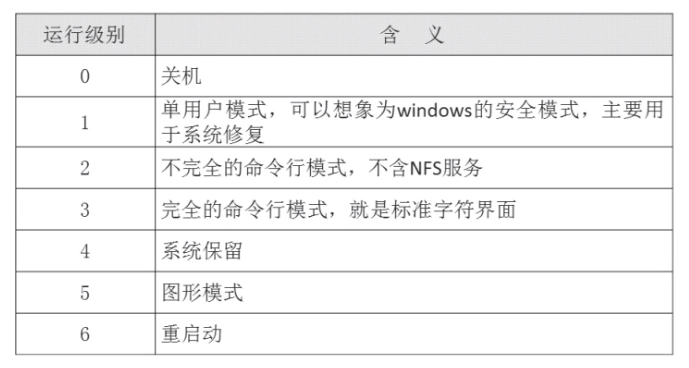 运行级别 含 义
0 关机
1 单用户模式，可以想象为windows的安全模式，主要用
于系统修复
2 不完全的命令行模式，不含NFS服务
3 完全的命令行模式，就是标准字符界面
4 系统保留
5 图形模式
6 重启动